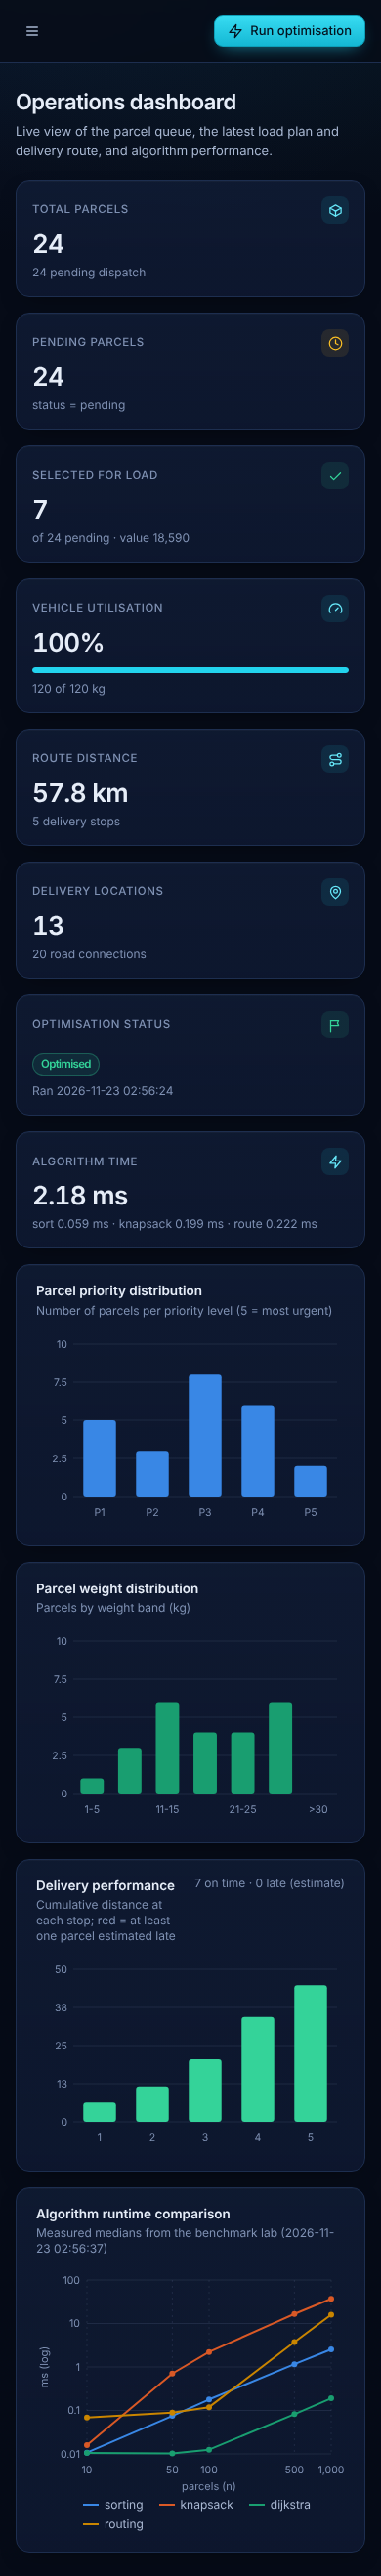 Run optimisation
Operations dashboard
Live view of the parcel queue, the latest load plan and
delivery route, and algorithm performance.
TOTAL PARCELS
24
24 pending dispatch
PENDING PARCELS
24
status = pending
SELECTED FOR LOAD
7
of 24 pending · value 18,590
VEHICLE UTILISATION
100%
120 of 120 kg
ROUTE DISTANCE
57.8 km
5 delivery stops
DELIVERY LOCATIONS
13
20 road connections
OPTIMISATION STATUS
Optimised
Ran 2026-11-23 02:56:24
ALGORITHM TIME
2.18 ms
sort 0.059 ms · knapsack 0.199 ms · route 0.222 ms
Parcel priority distribution
Number of parcels per priority level (5 = most urgent)
10
7.5
5
2.5
0
P1 P2 P3 P4 P5
Parcel weight distribution
Parcels by weight band (kg)
10
7.5
5
2.5
0
1-5 11-15 21-25 >30
Delivery performance
7 on time · 0 late (estimate)
Cumulative distance at
each stop; red = at least
one parcel estimated late
50
38
25
13
0
1 2 3 4 5
Algorithm runtime comparison
Measured medians from the benchmark lab (2026-11-
23 02:56:37)
ms (log)
100
10
1
0.1
0.01
10 50 100 500 1,000
parcels (n)
sorting knapsack dijkstra
routing